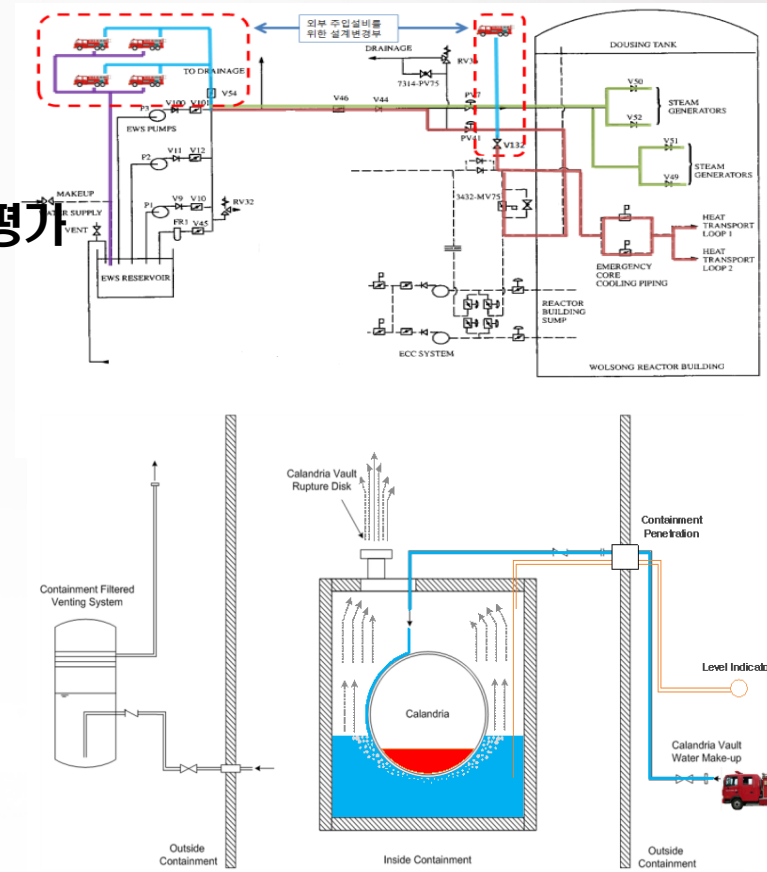 외부 주입설비를
위한 설계변경부
DRAINAGE
RV3
DOUSING TANK
TO DRAINAGE
7314-PV75
V54
V50
P3
V100
V101
V46
V44
STEAM
GENERATORS
EWS PUMPS
V52
PV41
V132
P2
V11
V12
V51
STEAM
GENERATORS
V49
3432-MV75
MAKEUP
P1
V9
V10
RV32
평가
VENT
FR1
V45
HEAT
TRANSPORT
LOOP 1
HEAT
TRANSPORT
LOOP 2
EWS RESERVOIR
EMERGENCY
CORE
COOLING PIPING
REACTOR
BUILDING
SUMP
ECC SYSTEM
WOLSONG REACTOR BUILDING
Calandria Vault
Rupture Disk
Containment
Penetration
Containment Filtered
Venting System
Level Indicato
Calandria
Calandria Vault
Water Make-up
Outside
Containment
Inside Containment
Outside
Containment